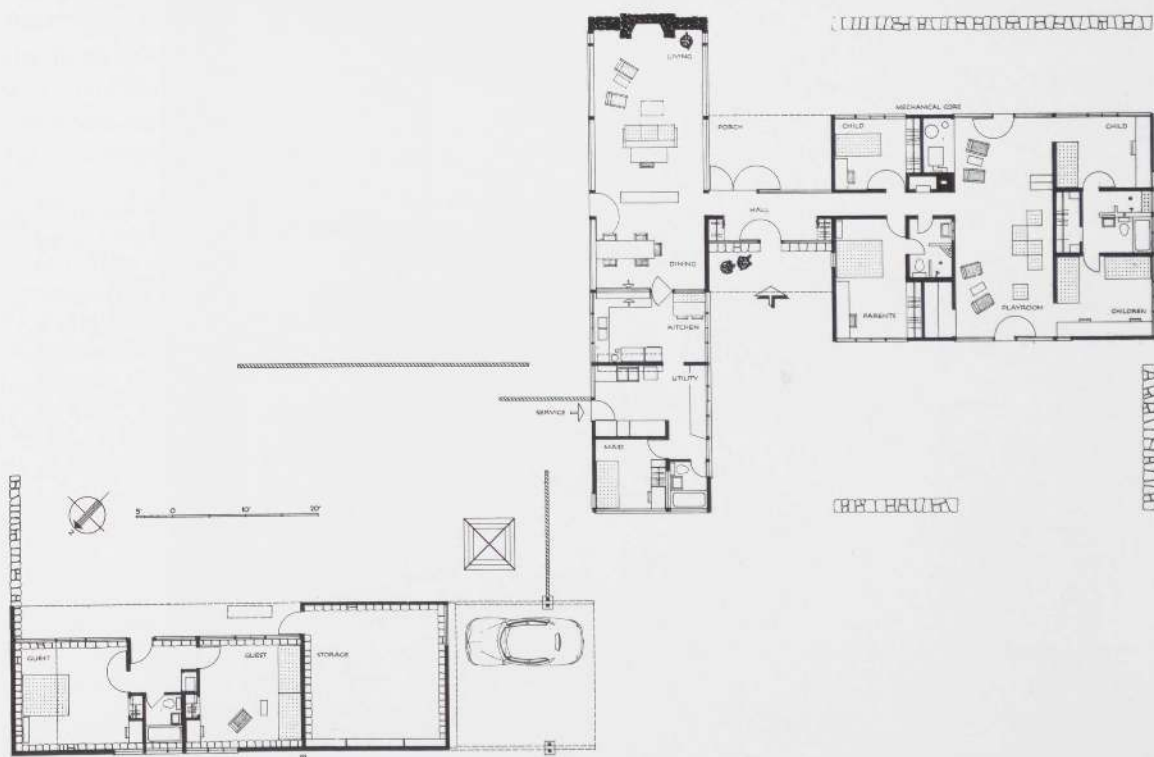 LIVING
MECHANICAL CORE
PORCH
CHILD
CHILD
HALL
DINING
PARENTS
PLAYROOM
CHILDREN
KITCHEN
UTILITY
SERVICE
MAID
N
5' 0 10' 20'
GUEST
GUEST
STORAGE